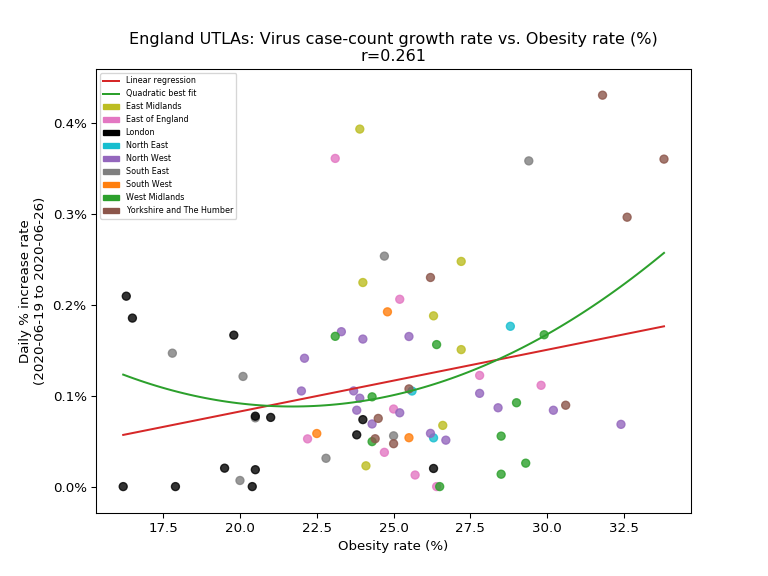 England UTLAs: Virus case-count growth rate vs. Obesity rate (%)
r=0.261
Linear regression
Quadratic best fit
East Midlands
East of England
London
North East
North West
South East
South West
West Midlands
Yorkshire and The Humber
0.4%
0.3%
0.2%
0.1%
0.0%
Daily % increase rate
(2020-06-19 to 2020-06-26)
17.5 20.0 22.5 25.0 27.5 30.0 32.5
Obesity rate (%)